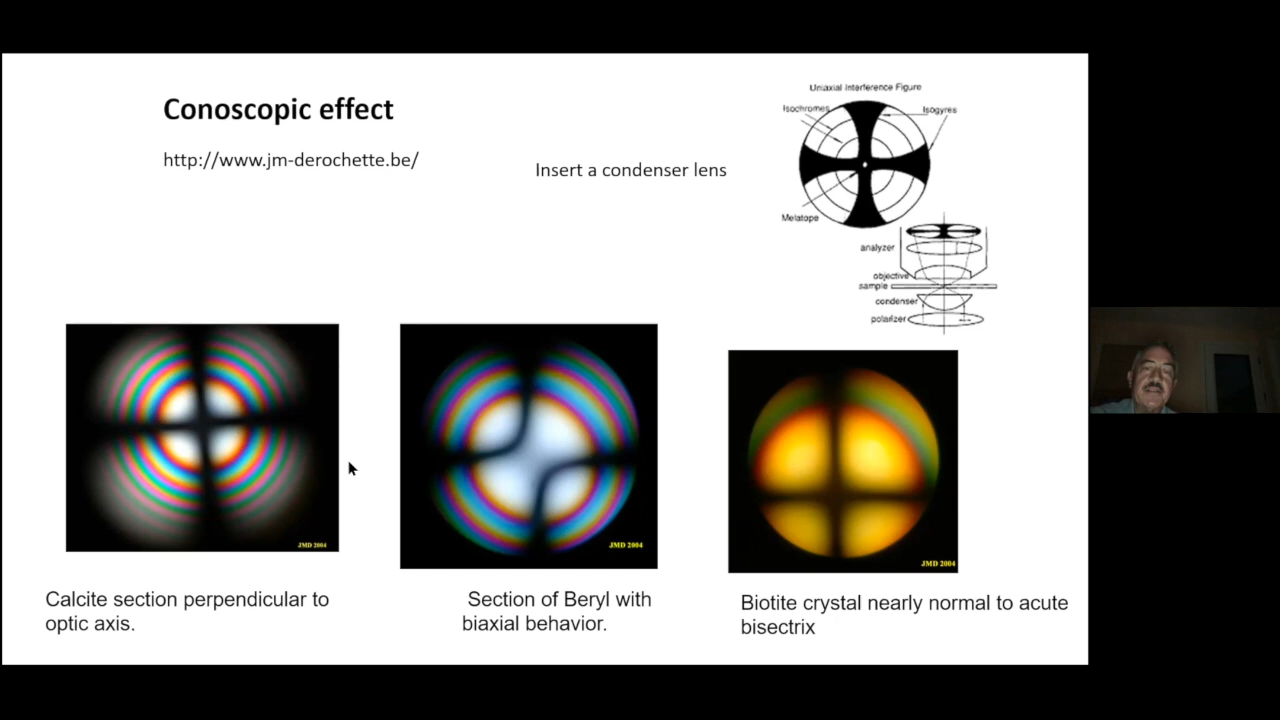 Conoscopic effect
http://www.jm-derochette.be/
Insert a condenser lens
Uniaxial Interference Figure
Isochromes
Isogyres
Melatope
analyzer
objective
sample
condenser
polarizer
JMD 2004
JMD 2004
JMD 2004
Calcite section perpendicular to
optic axis.
Section of Beryl with
biaxial behavior.
Biotite crystal nearly normal to acute
bisectrix